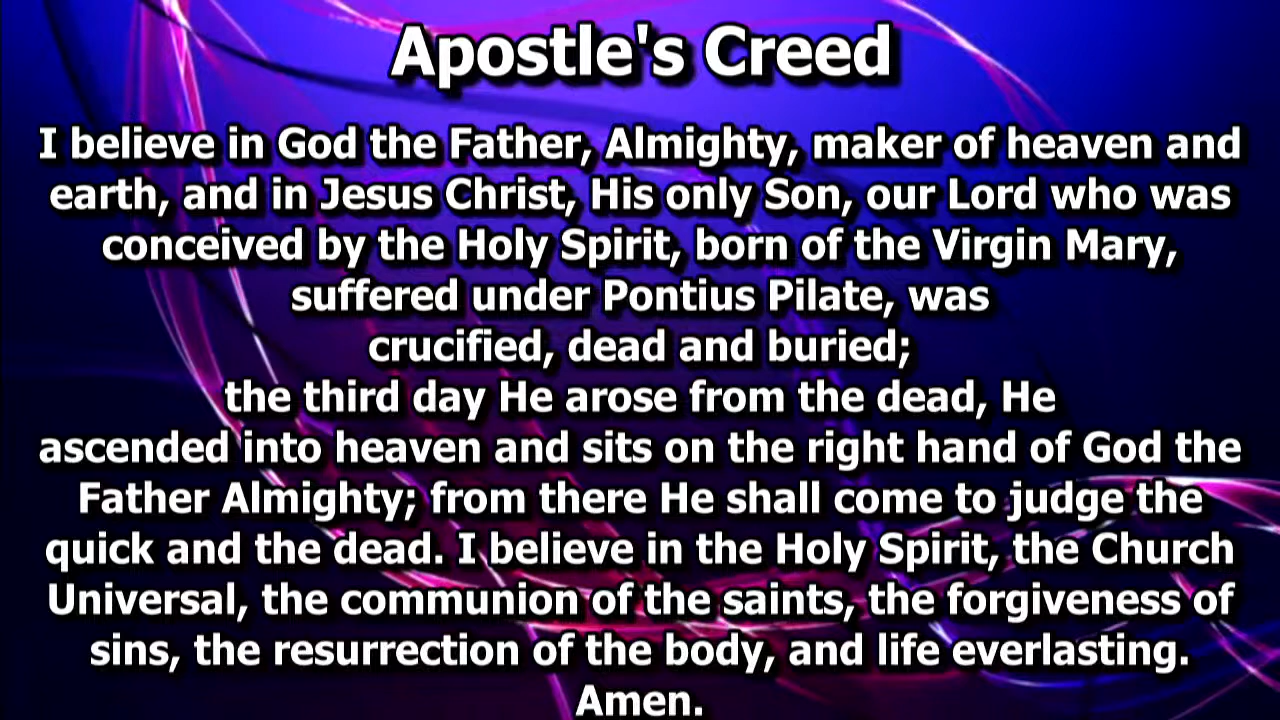 Apostle's Creed
I believe in God the Father, Almighty, maker of heaven and
earth, and in Jesus Christ, His only Son, our Lord who was
conceived by the Holy Spirit, born of the Virgin Mary,
suffered under Pontius Pilate, was
crucified, dead and buried;
the third day He arose from the dead, He
ascended into heaven and sits on the right hand of God the
Father Almighty; from there He shall come to judge the
quick and the dead. I believe in the Holy Spirit, the Church
Universal, the communion of the saints, the forgiveness of
sins, the resurrection of the body, and life everlasting.
Amen.